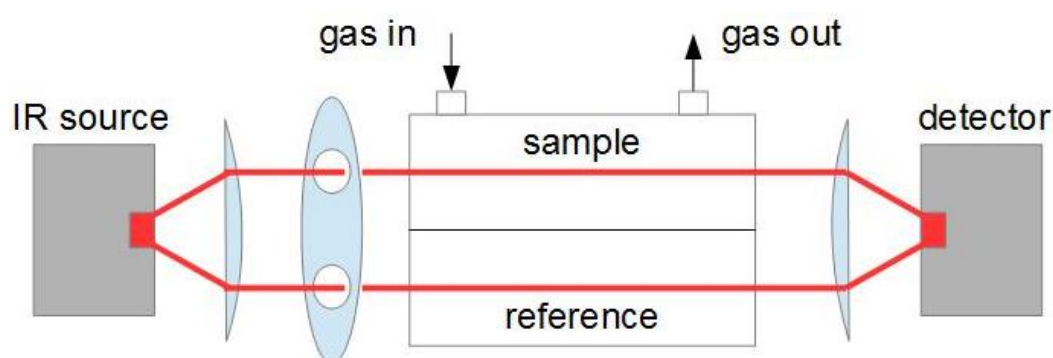 gas in
gas out
IR source
sample
detector
reference